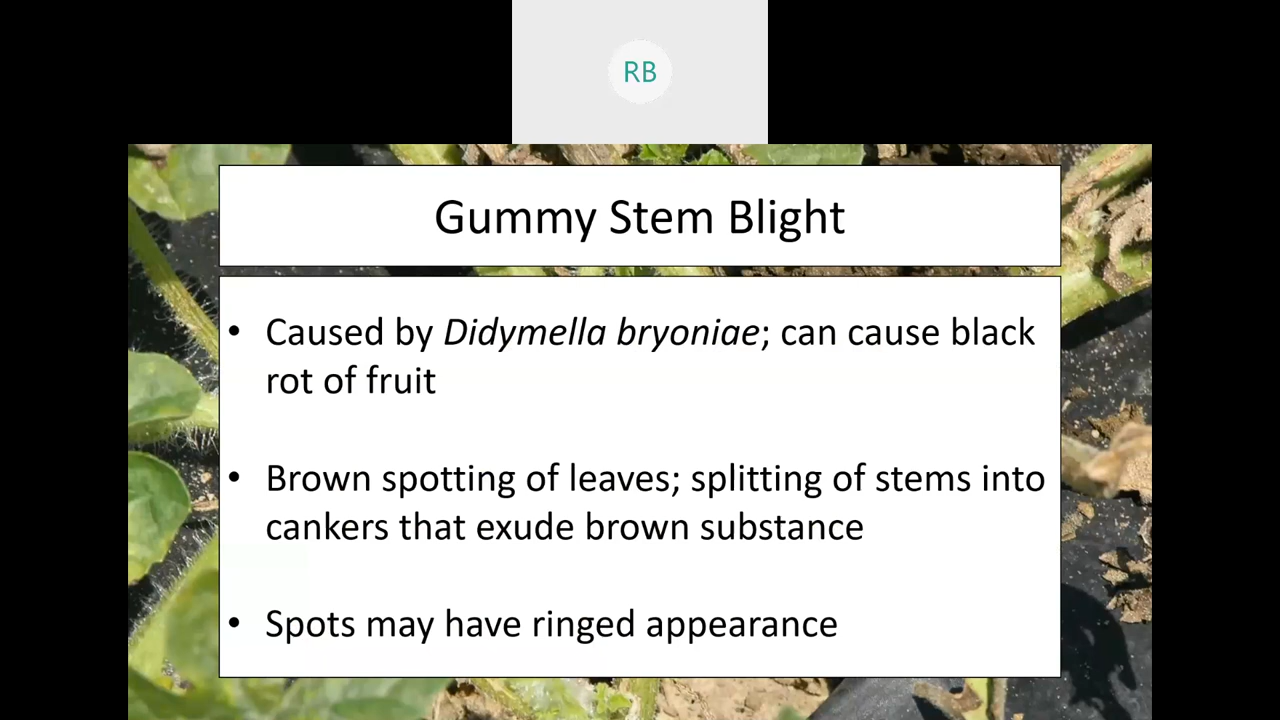 RB
Gummy Stem Blight
• Caused by Didymella bryoniae; can cause black
rot of fruit
• Brown spotting of leaves; splitting of stems into
cankers that exude brown substance
• Spots may have ringed appearance